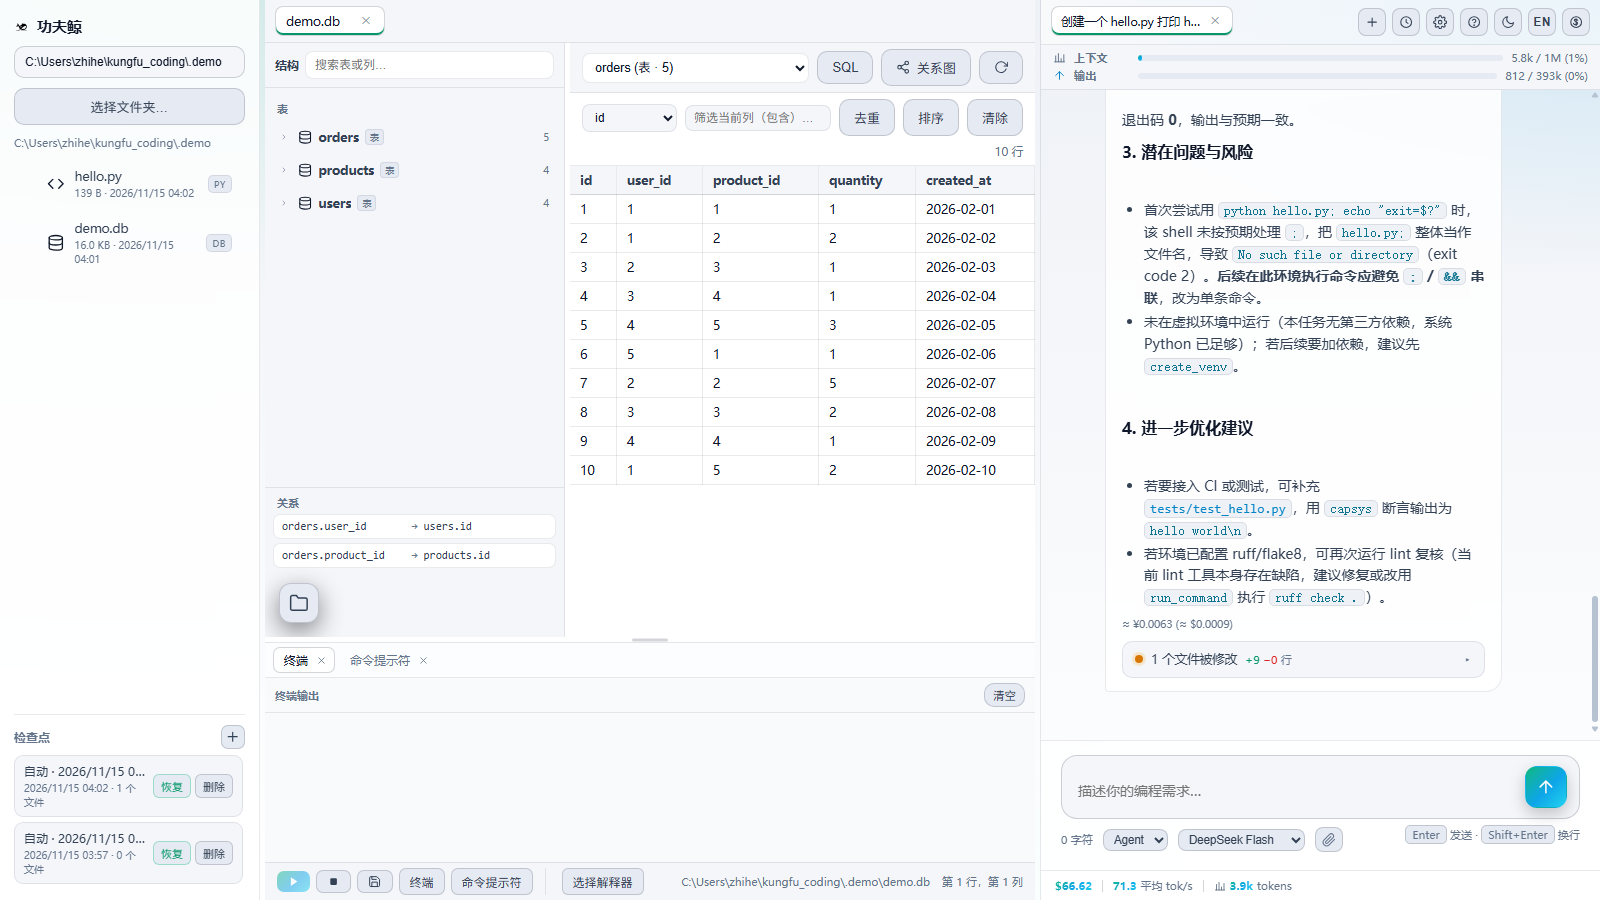 功夫鲸
C:\Users\zhihe\kungfu_coding\.demo
选择文件夹...
C:\Users\zhihe\kungfu_coding\.demo
hello.py
139 B · 2026/11/15 04:02
PY
demo.db
16.0 KB · 2026/11/15
04:01
DB
检查点
+
自动 · 2026/11/15 0...
2026/11/15 04:02 · 1 个
文件
恢复
删除
自动 · 2026/11/15 0...
2026/11/15 03:57 · 0 个
文件
恢复
删除
demo.db ×
结构
搜索表或列...
表
orders 表 5
products 表 4
users 表 4
关系
orders.user_id → users.id
orders.product_id → products.id
orders (表 · 5)
SQL
关系图
id
筛选当前列（包含）...
去重
排序
清除
10 行
id user_id product_id quantity created_at
1 1 1 1 2026-02-01
2 1 2 2 2026-02-02
3 2 3 1 2026-02-03
4 3 4 1 2026-02-04
5 4 5 3 2026-02-05
6 5 1 1 2026-02-06
7 2 2 5 2026-02-07
8 3 3 2 2026-02-08
9 4 4 1 2026-02-09
10 1 5 2 2026-02-10
终端 × 命令提示符 ×
终端输出
清空
终端
命令提示符
选择解释器
C:\Users\zhihe\kungfu_coding\.demo\demo.db 第 1 行，第 1 列
创建一个 hello.py 打印 h... ×
EN
上下文 5.8k / 1M (1%)
输出 812 / 393k (0%)
退出码 0，输出与预期一致。
3. 潜在问题与风险
• 首次尝试用 python hello.py; echo "exit=$?" 时，
该 shell 未按预期处理 ;，把 hello.py; 整体当作
文件名，导致 No such file or directory（exit
code 2）。后续在此环境执行命令应避免 ; / && 串
联，改为单条命令。
• 未在虚拟环境中运行（本任务无第三方依赖，系统
Python 已足够）；若后续要加依赖，建议先
create_venv。
4. 进一步优化建议
• 若要接入 CI 或测试，可补充
tests/test_hello.py，用 capsys 断言输出为
hello world\n。
• 若环境已配置 ruff/flake8，可再次运行 lint 复核（当
前 lint 工具本身存在缺陷，建议修复或改用
run_command 执行 ruff check .）。
≈ ¥0.0063 (≈ $0.0009)
1 个文件被修改 +9 −0 行
描述你的编程需求...
0 字符
Agent
DeepSeek Flash
Enter 发送 · Shift+Enter 换行
$66.62 71.3 平均 tok/s 3.9k tokens